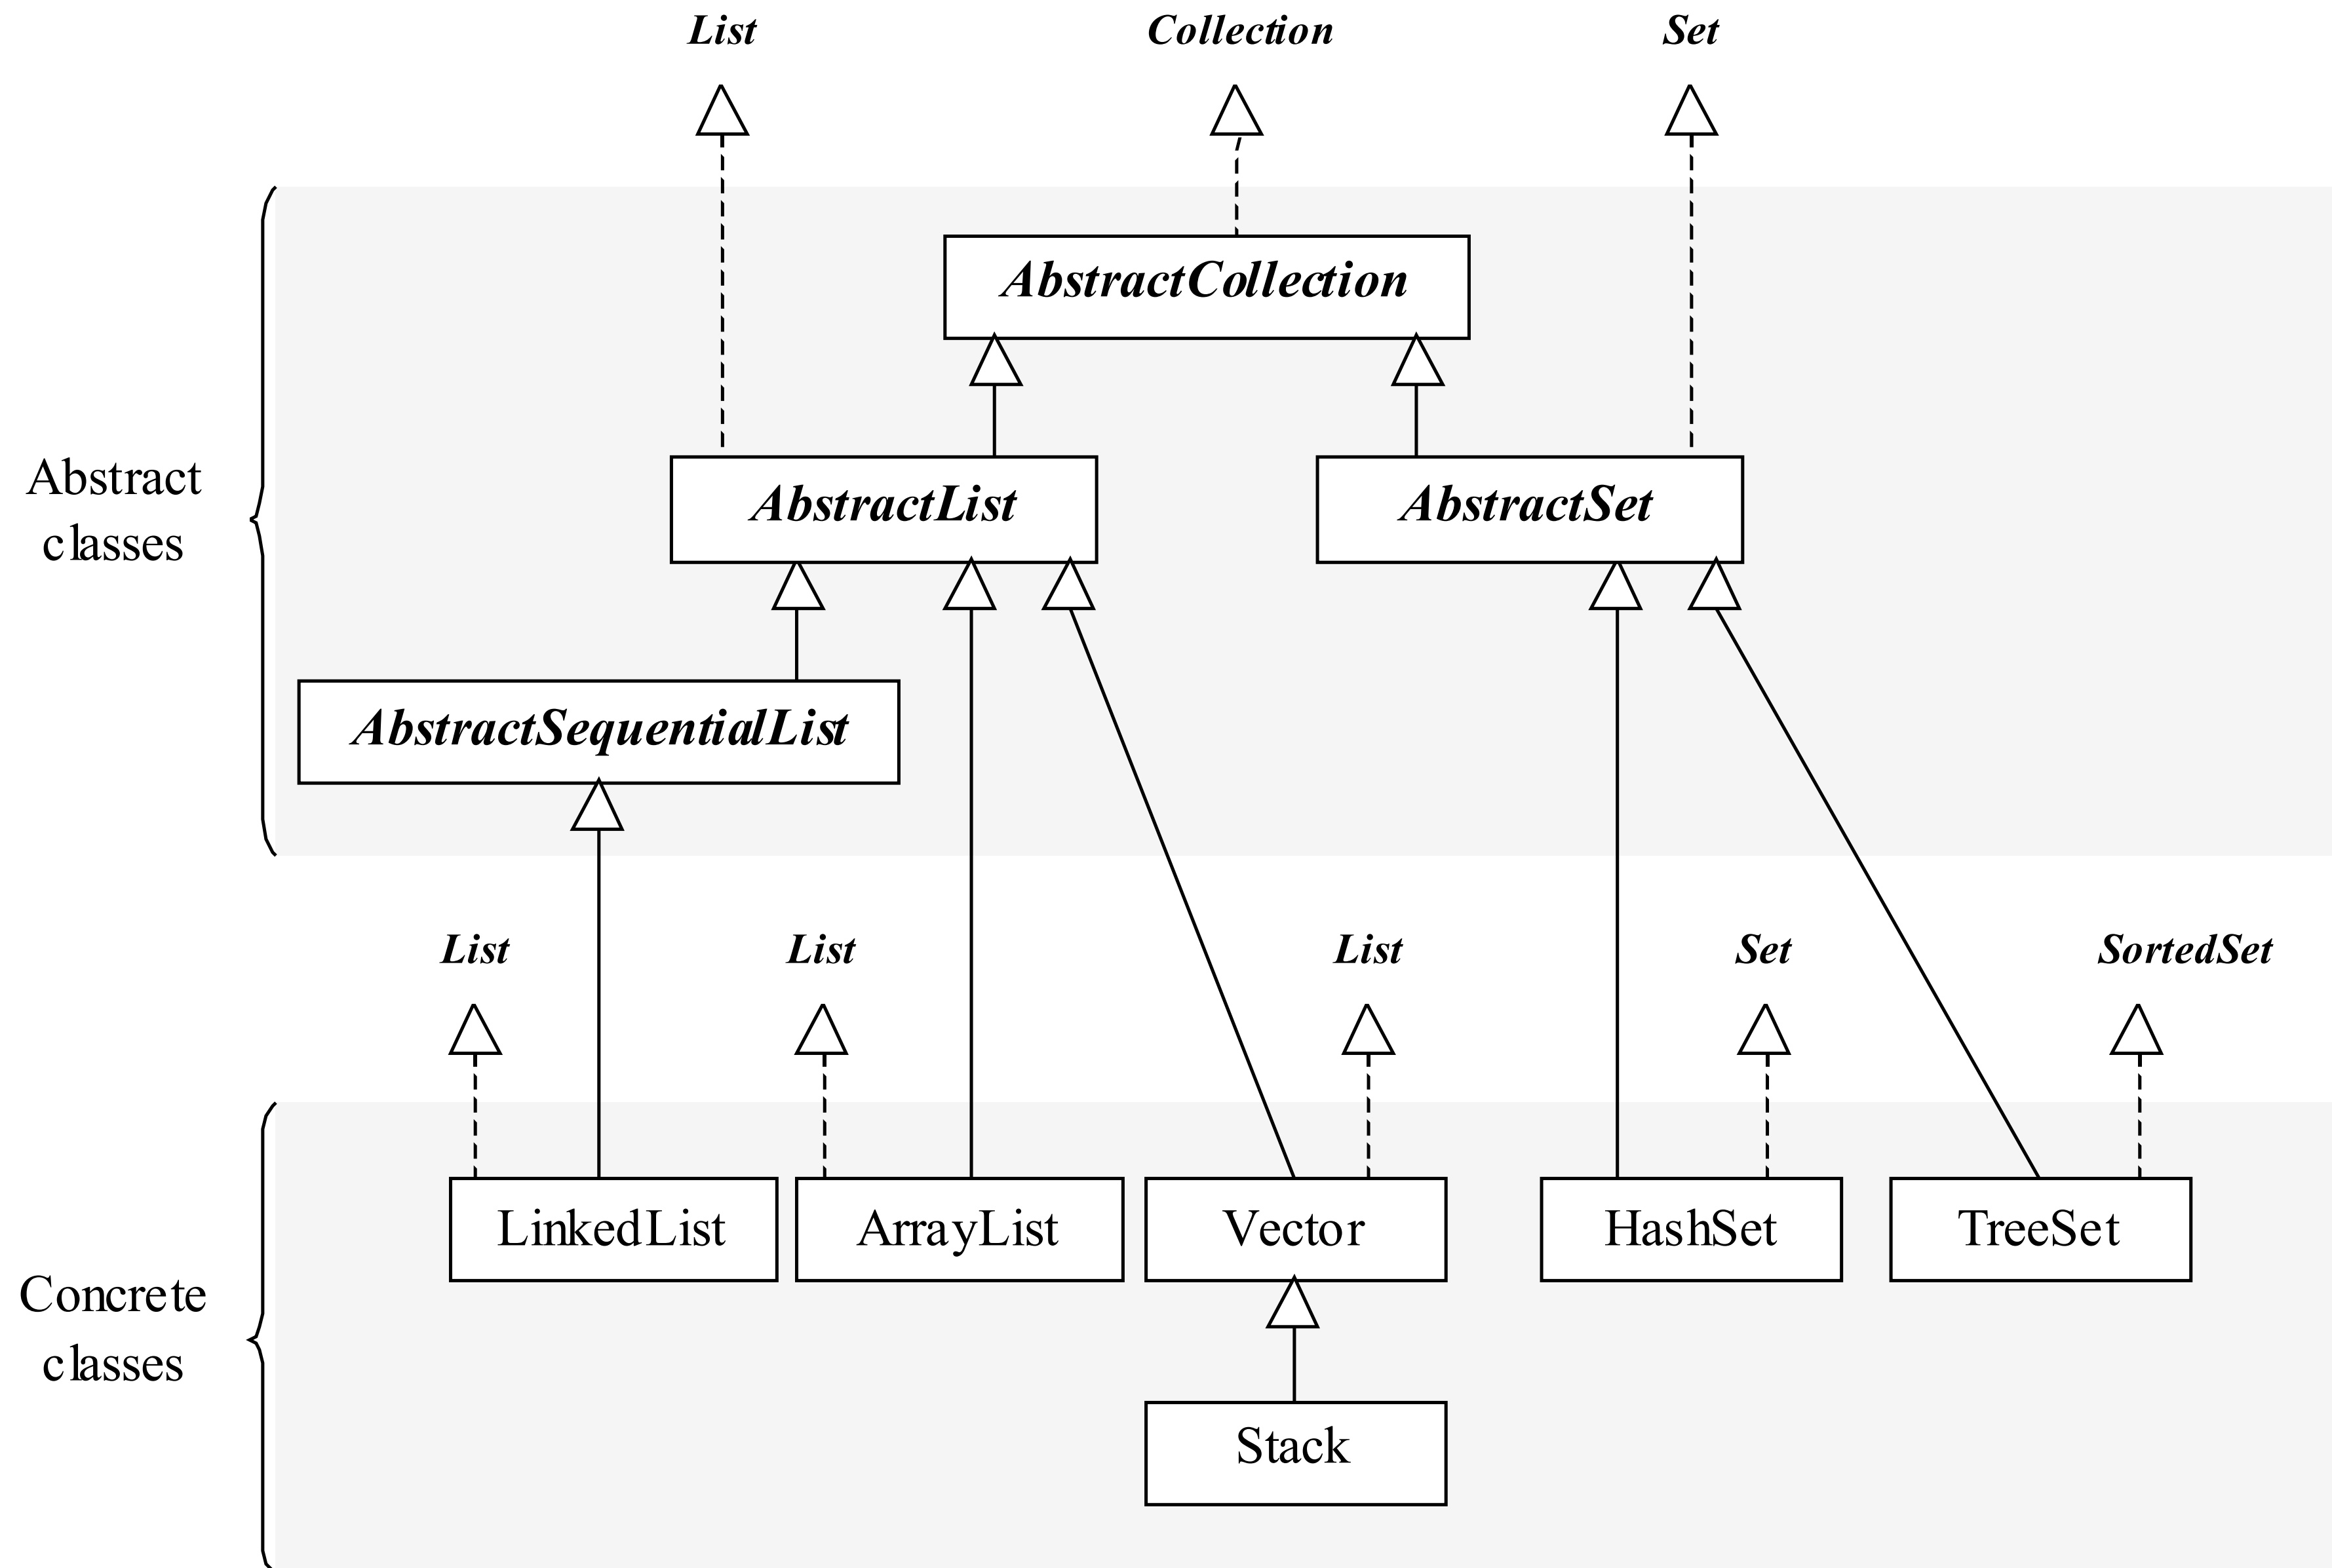 List
Collection
Set
AbstractCollection
Abstract
classes
AbstractList
AbstractSet
AbstractSequentialList
List
List
List
Set
SortedSet
LinkedList
ArrayList
Vector
HashSet
TreeSet
Concrete
classes
Stack